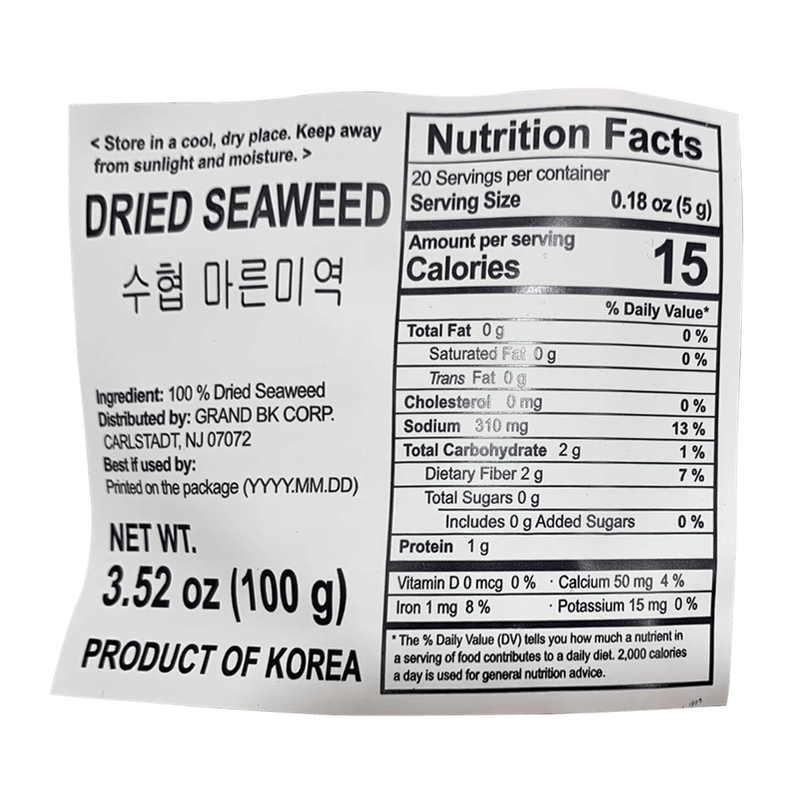 < Store in a cool, dry place. Keep away
from sunlight and moisture. >
DRIED SEAWEED
수협 마른미역
Ingredient: 100 % Dried Seaweed
Distributed by: GRAND BK CORP.
CARLSTADT, NJ 07072
Best if used by:
Printed on the package (YYYY.MM.DD)
NET WT.
3.52 oz (100 g)
PRODUCT OF KOREA
Nutrition Facts
20 Servings per container
Serving Size 0.18 oz (5 g)
Amount per serving
Calories 15
% Daily Value*
Total Fat 0 g 0 %
Saturated Fat 0 g 0 %
Trans Fat 0 g
Cholesterol 0 mg 0 %
Sodium 310 mg 13 %
Total Carbohydrate 2 g 1 %
Dietary Fiber 2 g 7 %
Total Sugars 0 g
Includes 0 g Added Sugars 0 %
Protein 1 g
Vitamin D 0 mcg 0 % · Calcium 50 mg 4 %
Iron 1 mg 8 % · Potassium 15 mg 0 %
* The % Daily Value (DV) tells you how much a nutrient in
a serving of food contributes to a daily diet. 2,000 calories
a day is used for general nutrition advice.